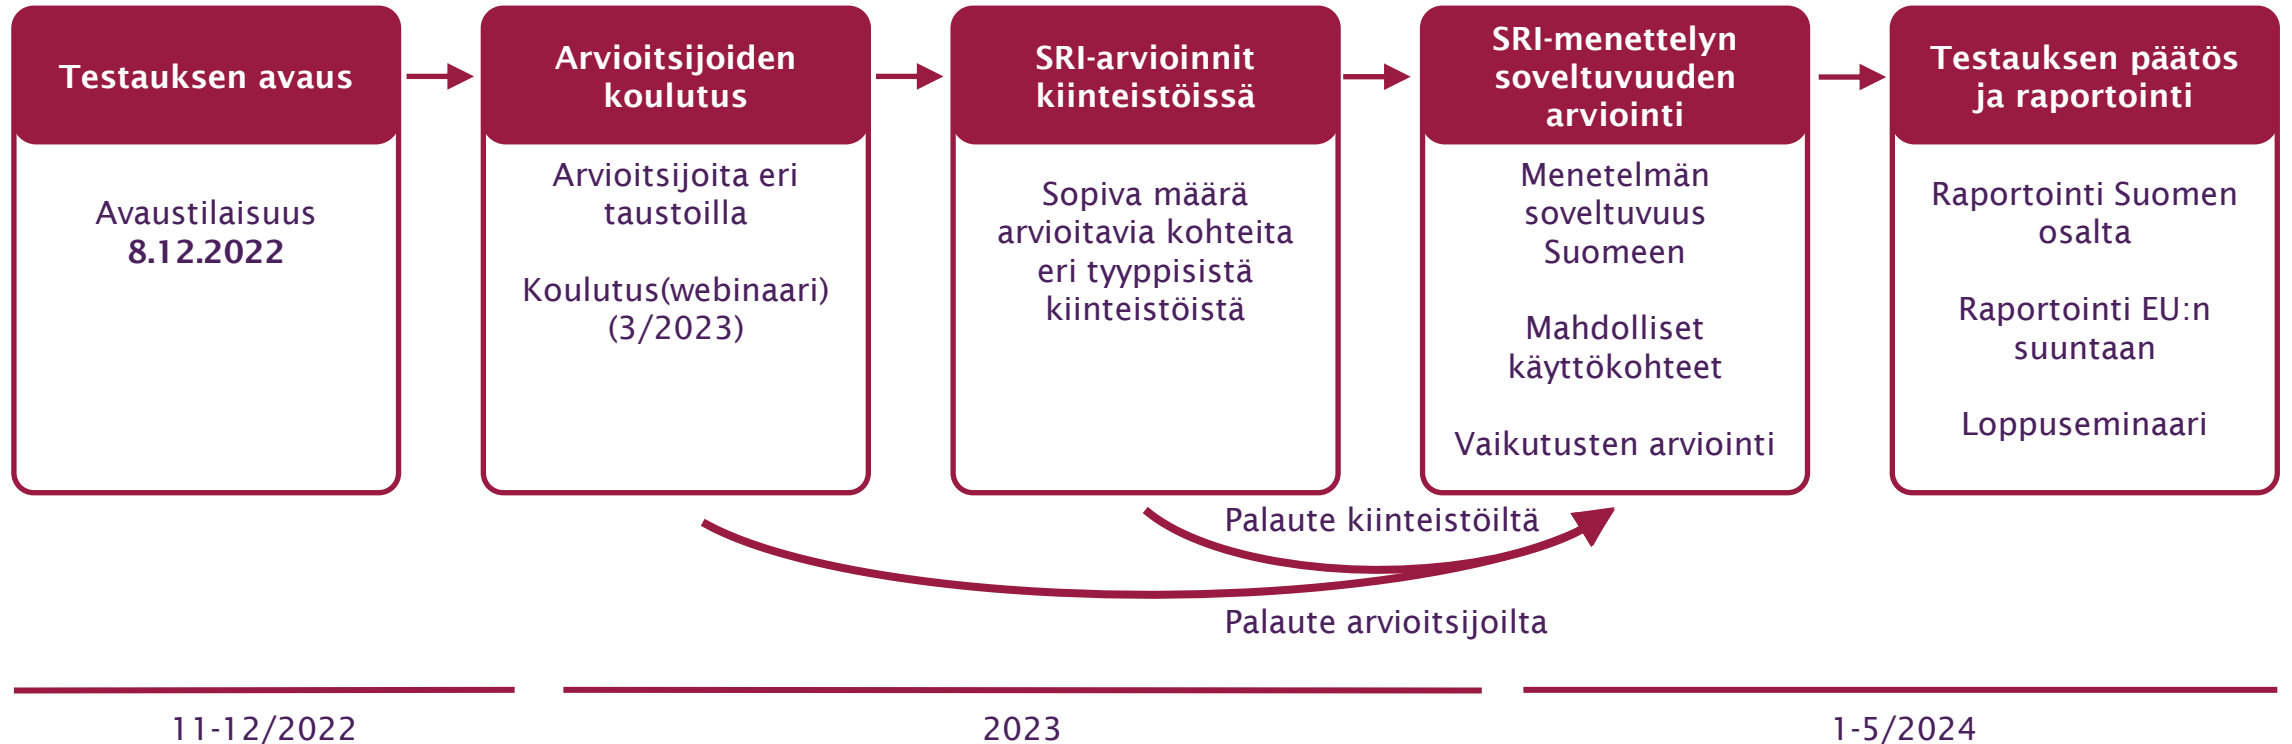 Testauksen avaus
Avaustilaisuus
8.12.2022
Arvioitsijoiden
koulutus
Arvioitsijoita eri
taustoilla
Koulutus(webinaari)
(3/2023)
SRI-arvioinnit
kiinteistöissä
Sopiva määrä
arvioitavia kohteita
eri tyyppisistä
kiinteistöistä
SRI-menettelyn
soveltuvuuden
arviointi
Menetelmän
soveltuvuus
Suomeen
Mahdolliset
käyttökohteet
Vaikutusten arviointi
Testauksen päätös
ja raportointi
Raportointi Suomen
osalta
Raportointi EU:n
suuntaan
Loppuseminaari
Palaute kiinteistöiltä
Palaute arvioitsijoilta
11-12/2022
2023
1-5/2024